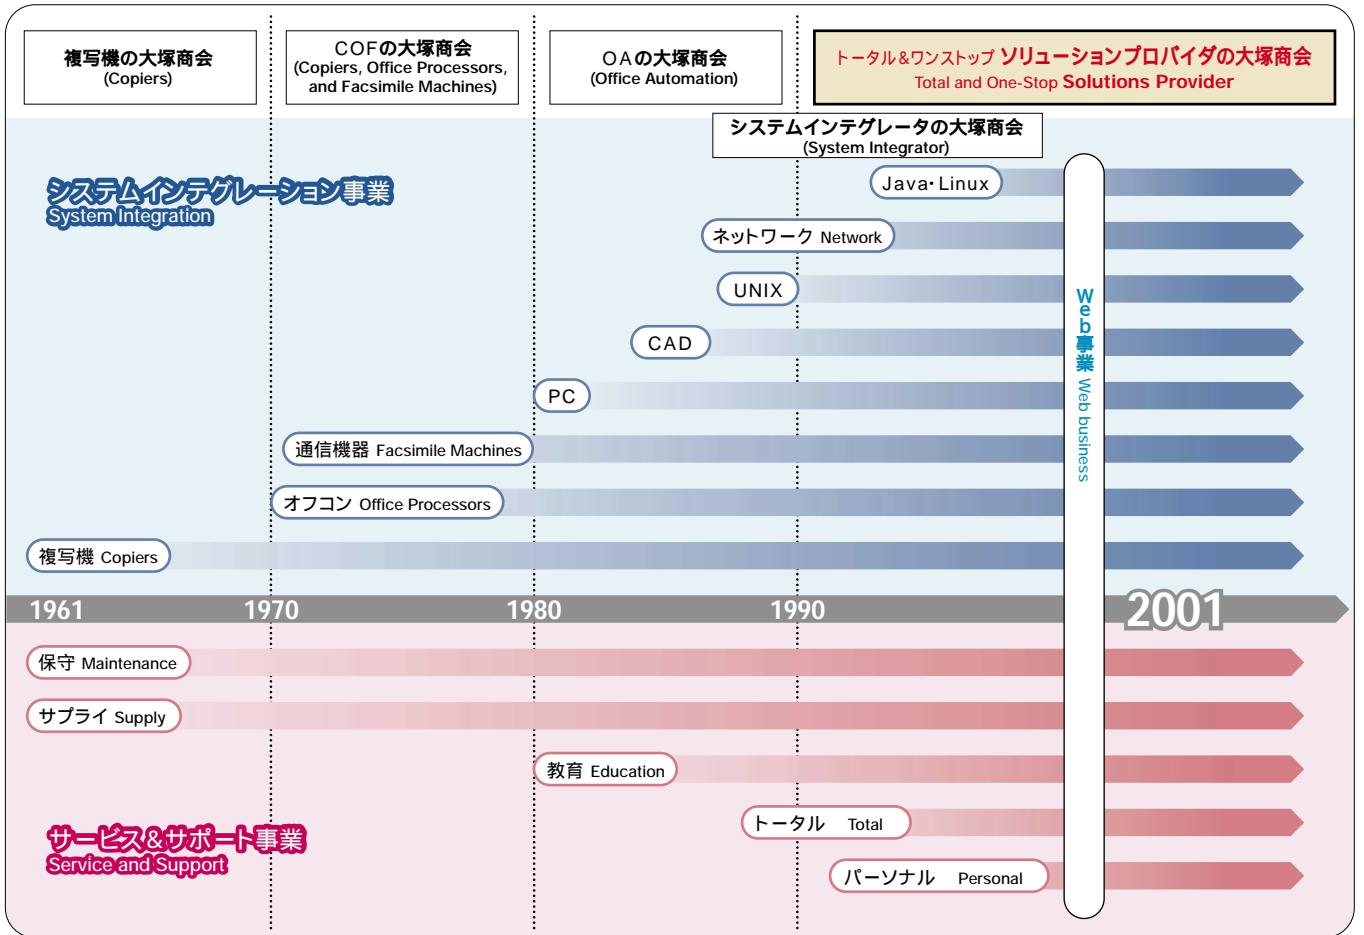 複写機の大塚商会
(Copiers)
COFの大塚商会
(Copiers, Office Processors,
and Facsimile Machines)
OAの大塚商会
(Office Automation)
トータル&ワンストップ ソリューションプロバイダの大塚商会
Total and One-Stop Solutions Provider
システムインテグレータの大塚商会
(System Integrator)
システムインテグレーション事業
System Integration
Java・Linux
ネットワーク Network
UNIX
CAD
PC
通信機器 Facsimile Machines
オフコン Office Processors
複写機 Copiers
Web事業 Web business
1961 1970 1980 1990 2001
保守 Maintenance
サプライ Supply
教育 Education
トータル Total
パーソナル Personal
サービス&サポート事業
Service and Support